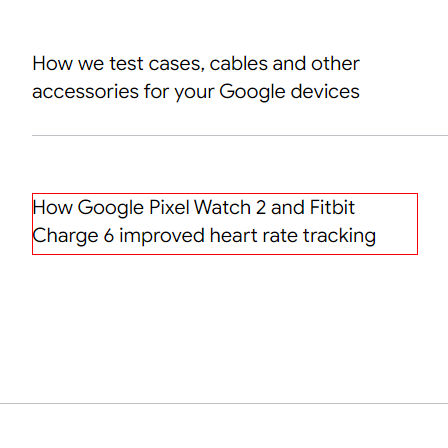 How we test cases, cables and other
accessories for your Google devices
How Google Pixel Watch 2 and Fitbit
Charge 6 improved heart rate tracking